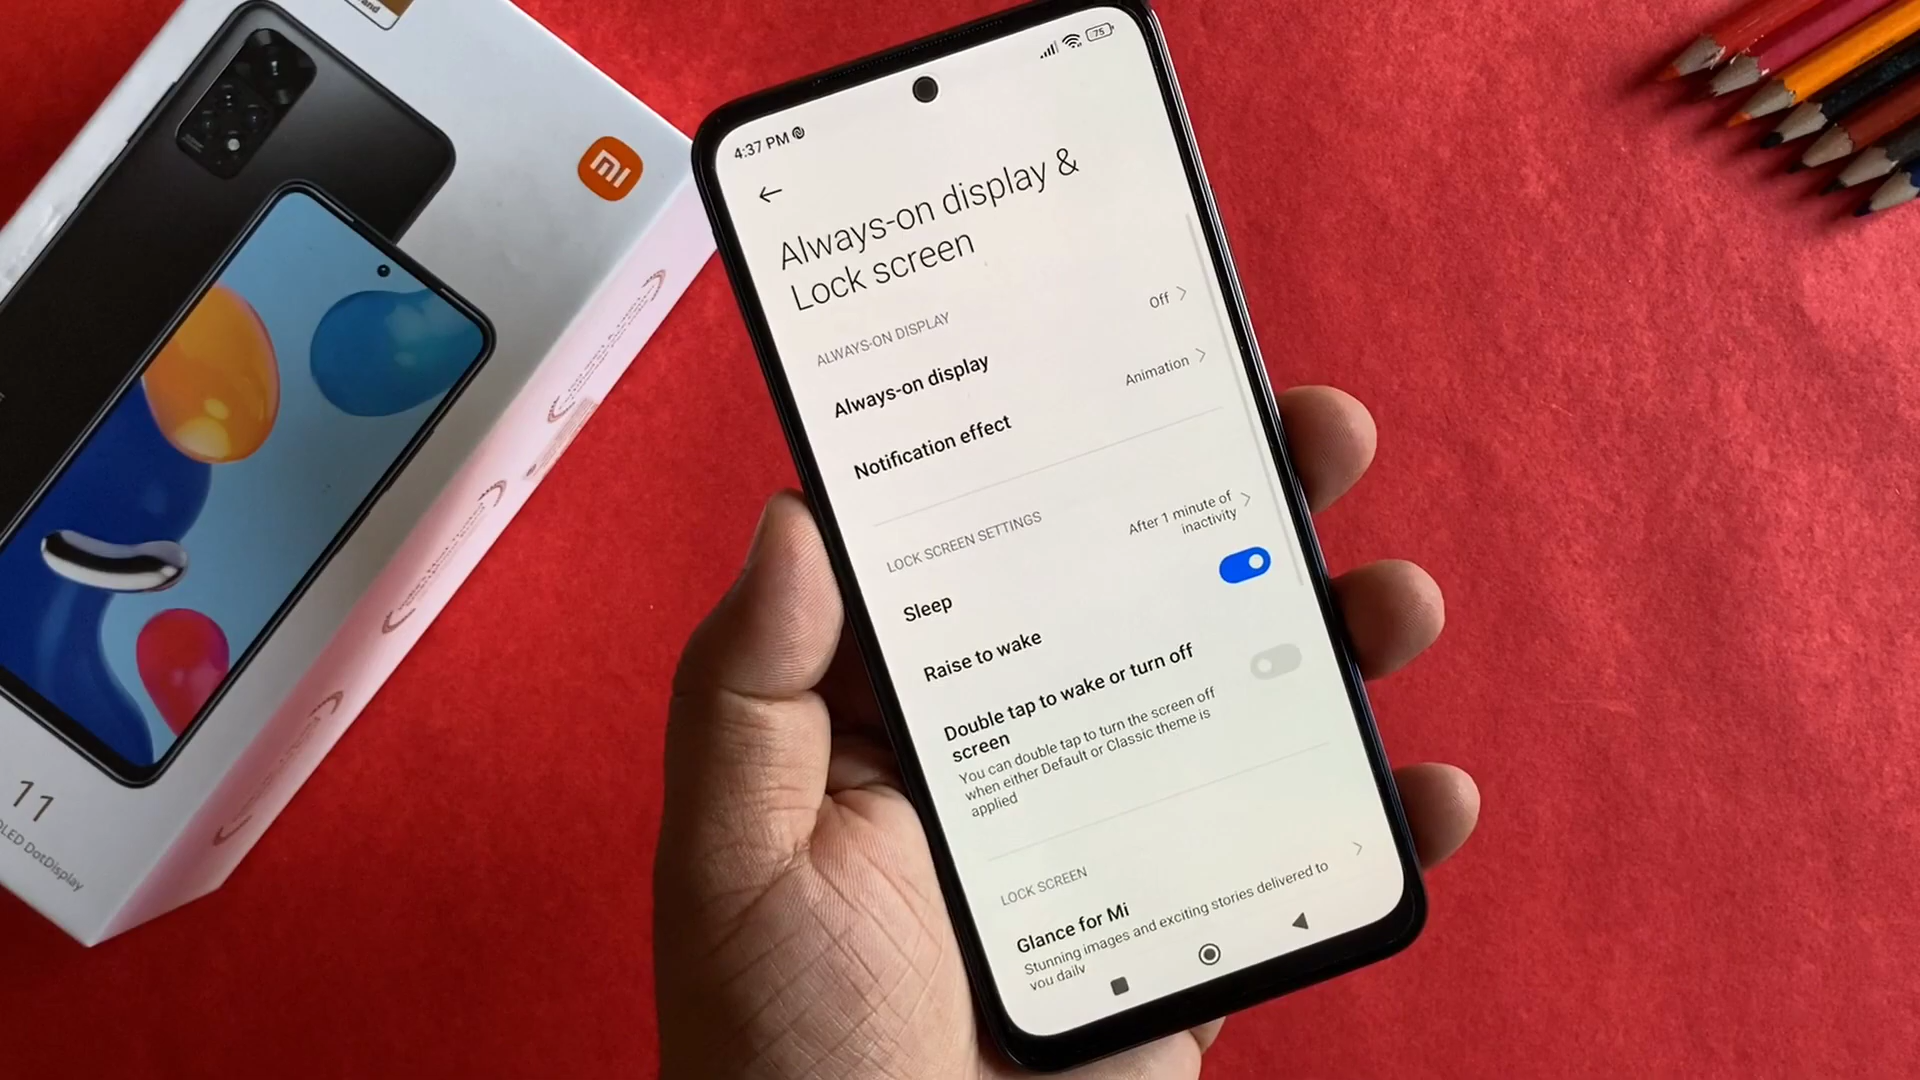 4:37 PM
75
Always-on display &
Lock screen
ALWAYS-ON DISPLAY
Always-on display
Off
Notification effect
Animation
LOCK SCREEN SETTINGS
Sleep
After 1 minute of
inactivity
Raise to wake
Double tap to wake or turn off
screen
You can double tap to turn the screen off
when either Default or Classic theme is
applied
LOCK SCREEN
Glance for Mi
Stunning images and exciting stories delivered to
you daily
mi
11
DotDisplay